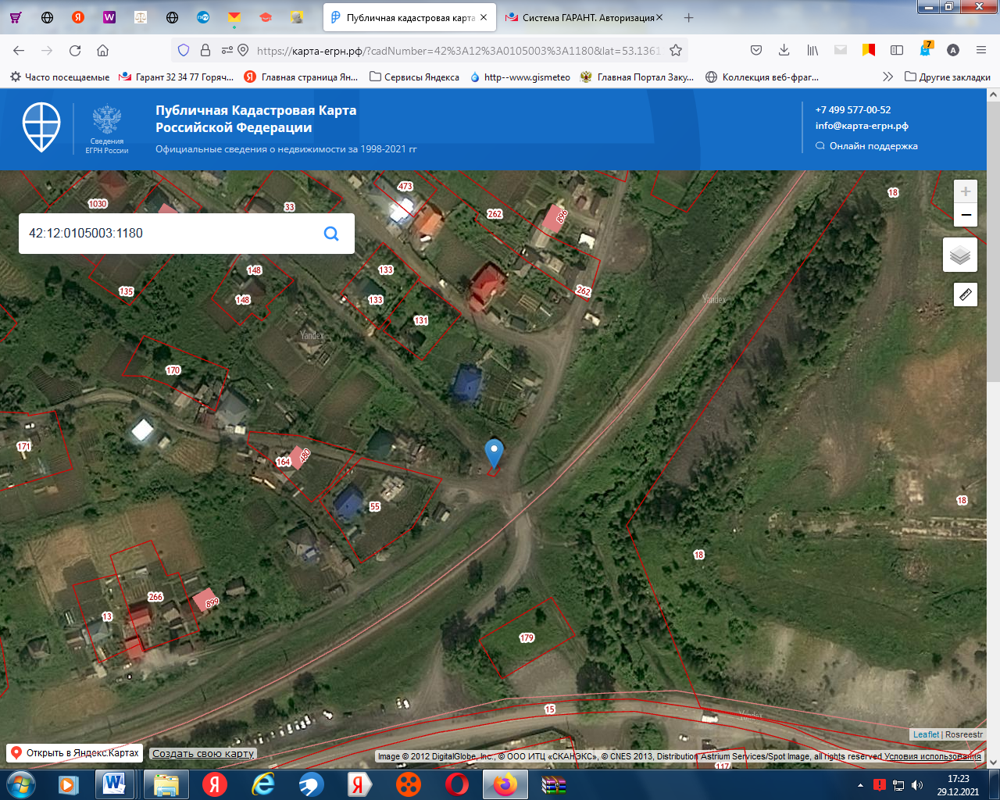 Публичная кадастровая карта
Система ГАРАНТ. Авторизация
https://карта-егрн.рф/?cadNumber=42%3A12%3A0105003%3A1180&lat=53.1361
7
Часто посещаемые
Гарант 32 34 77 Горяч...
Главная страница Ян...
Сервисы Яндекса
http--www.gismeteo
Главная Портал Заку...
Коллекция веб-фраг...
Другие закладки
Публичная Кадастровая Карта
Российской Федерации
Официальные сведения о недвижимости за 1998-2021 гг
Сведения
ЕГРН России
+7 499 577-00-52
info@карта-егрн.рф
Онлайн поддержка
42:12:0105003:1180
473
18
1030
33
262
896
148
133
135
148
133
262
Yandex
131
Yandex
170
171
164
480
55
18
18
266
899
13
179
15
Yandex
117
Leaflet | Rosreestr
Открыть в Яндекс.Картах
Создать свою карту
Image © 2012 DigitalGlobe, Inc., © ООО ИТЦ «СКАНЭКС», © CNES 2013, Distribution Astrium Services/Spot Image, all rights reserved Условия использования
17:23
29.12.2021